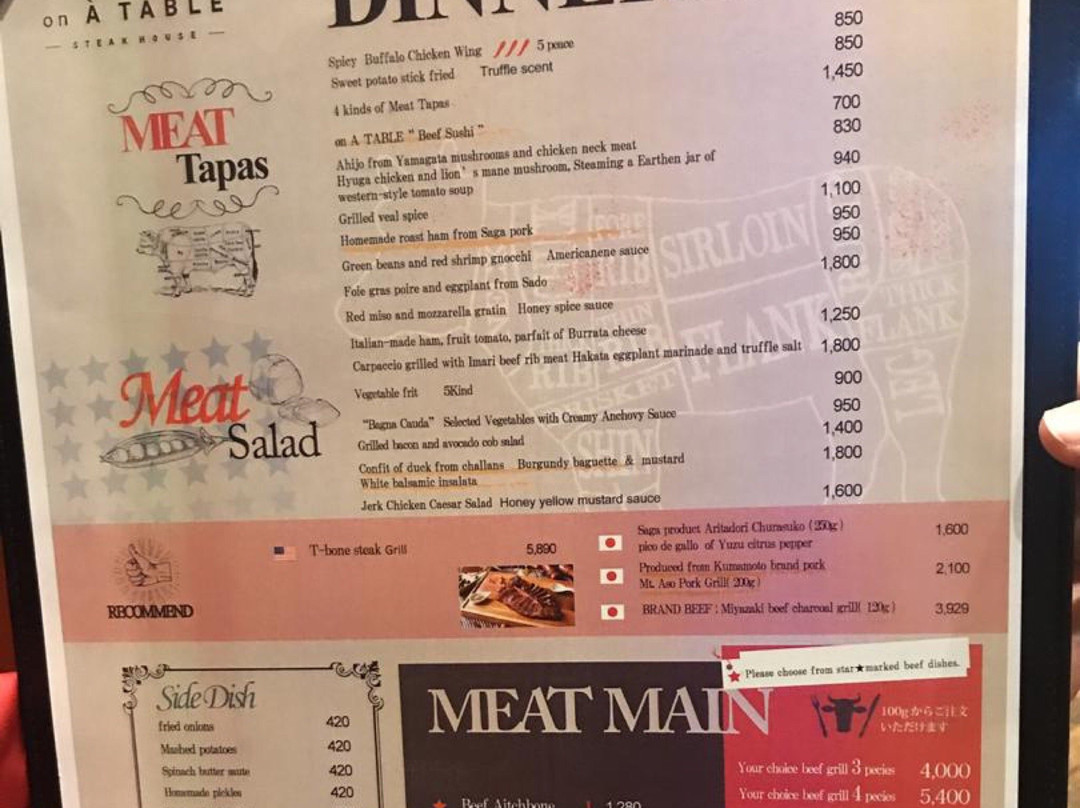 on À TABLE
STEAK HOUSE
DINNE
MEAT
Tapas
850
Spicy Buffalo Chicken Wing 5 peace 850
Sweet potato stick fried Truffle scent 1,450
4 kinds of Meat Tapas 700
on A TABLE " Beef Sushi " 830
Ahijo from Yamagata mushrooms and chicken neck meat 940
Hyuga chicken and lion's mane mushroom, Steaming a Earthen jar of
western-style tomato soup 1,100
Grilled veal spice 950
Homemade roast ham from Saga pork 950
Green beans and red shrimp gnocchi Americanene sauce 1,800
Foie gras poire and eggplant from Sado
Red miso and mozzarella gratin Honey spice sauce 1,250
Italian-made ham, fruit tomato, parfait of Burrata cheese
Carpaccio grilled with Imari beef rib meat Hakata eggplant marinade and truffle salt 1,800
Meat
Salad
Vegetable frit 5Kind 900
"Bagna Cauda" Selected Vegetables with Creamy Anchovy Sauce 950
Grilled bacon and avocado cob salad 1,400
Confit of duck from challans Burgundy baguette & mustard 1,800
White balsamic insalata
Jerk Chicken Caesar Salad Honey yellow mustard sauce 1,600
SIRLOIN
RIB
FLANK
FLANK
SHIN
RECOMMEND
T-bone steak Grill 5,890
Saga product Aritadori Churasuko (250g) 1,600
pico de gallo of Yuzu citrus pepper
Produced from Kumamoto brand pork 2,100
Mt. Aso Pork Grill( 200g)
BRAND BEEF : Miyazaki beef charcoal grill( 120g) 3,929
Side Dish
fried onions 420
Mashed potatoes 420
Spinach butter saute 420
Homemade pickles 420
MEAT MAIN
★ Beef Aitchbone 1,280
★ Please choose from star★marked beef dishes.
100gからご注文
いただけます
Your choice beef grill 3 pecies 4,000
Your choice beef grill 4 pecies 5,400